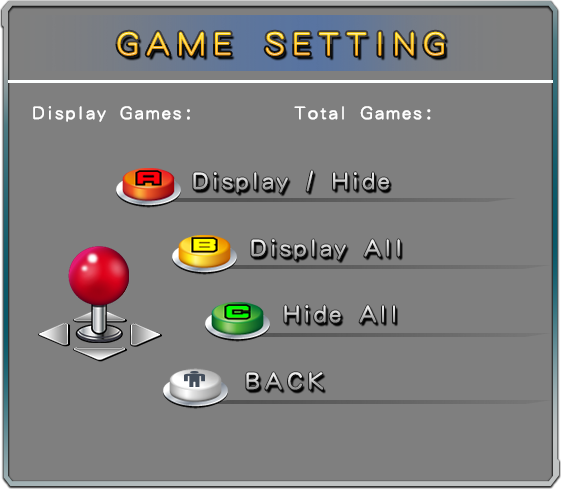 GAME SETTING
Display Games: Total Games:
A Display / Hide
B Display All
C Hide All
BACK